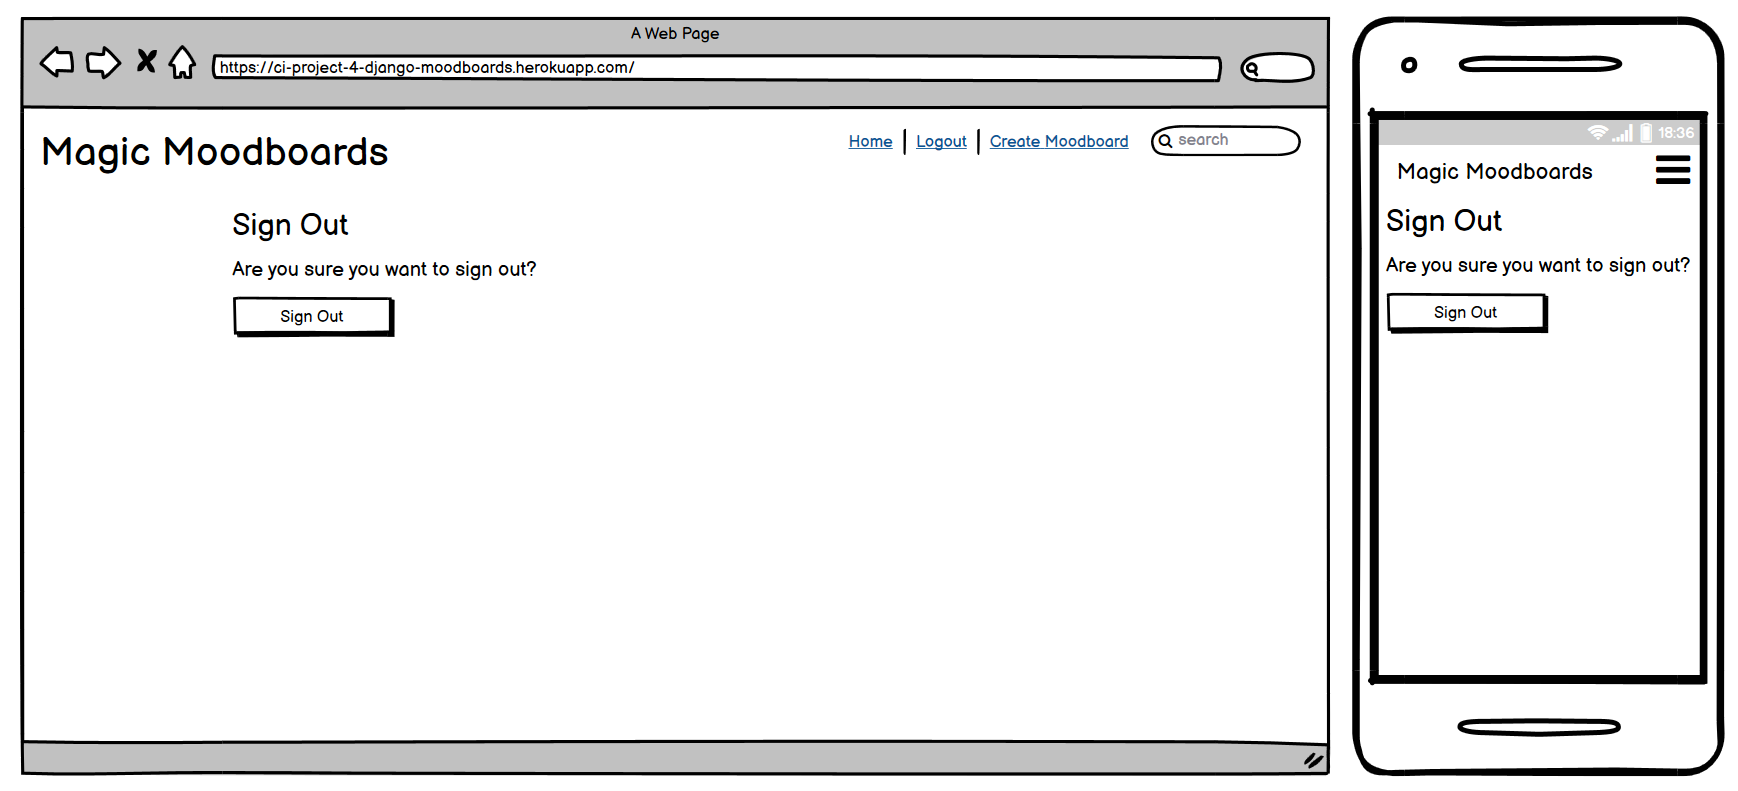 A Web Page
https://ci-project-4-django-moodboards.herokuapp.com/
Magic Moodboards
Home | Logout | Create Moodboard
search
Sign Out
Are you sure you want to sign out?
Sign Out
18:36
Magic Moodboards
Sign Out
Are you sure you want to sign out?
Sign Out